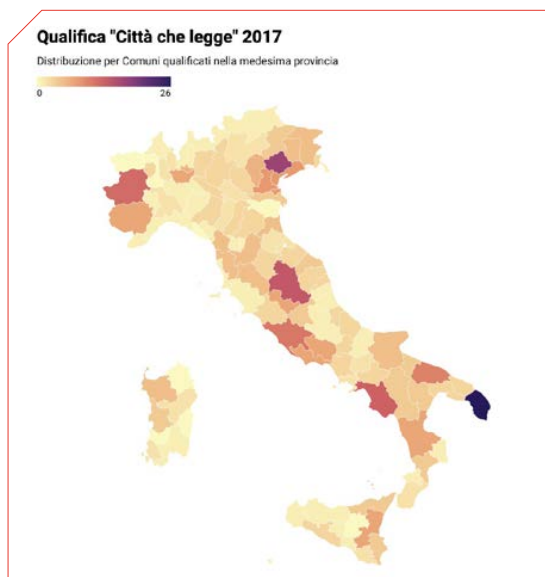 Qualifica "Città che legge" 2017
Distribuzione per Comuni qualificati nella medesima provincia
0 26